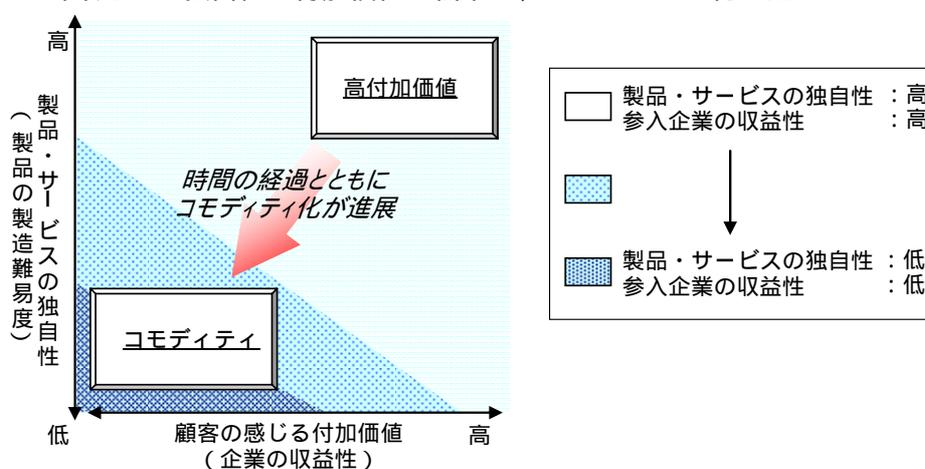 高
高付加価値
製品・サービスの独自性
（製品の製造難易度）
時間の経過とともに
コモディティ化が進展
コモディティ
低
顧客の感じる付加価値
（企業の収益性）
高
製品・サービスの独自性 ：高
参入企業の収益性 ：高
製品・サービスの独自性 ：低
参入企業の収益性 ：低